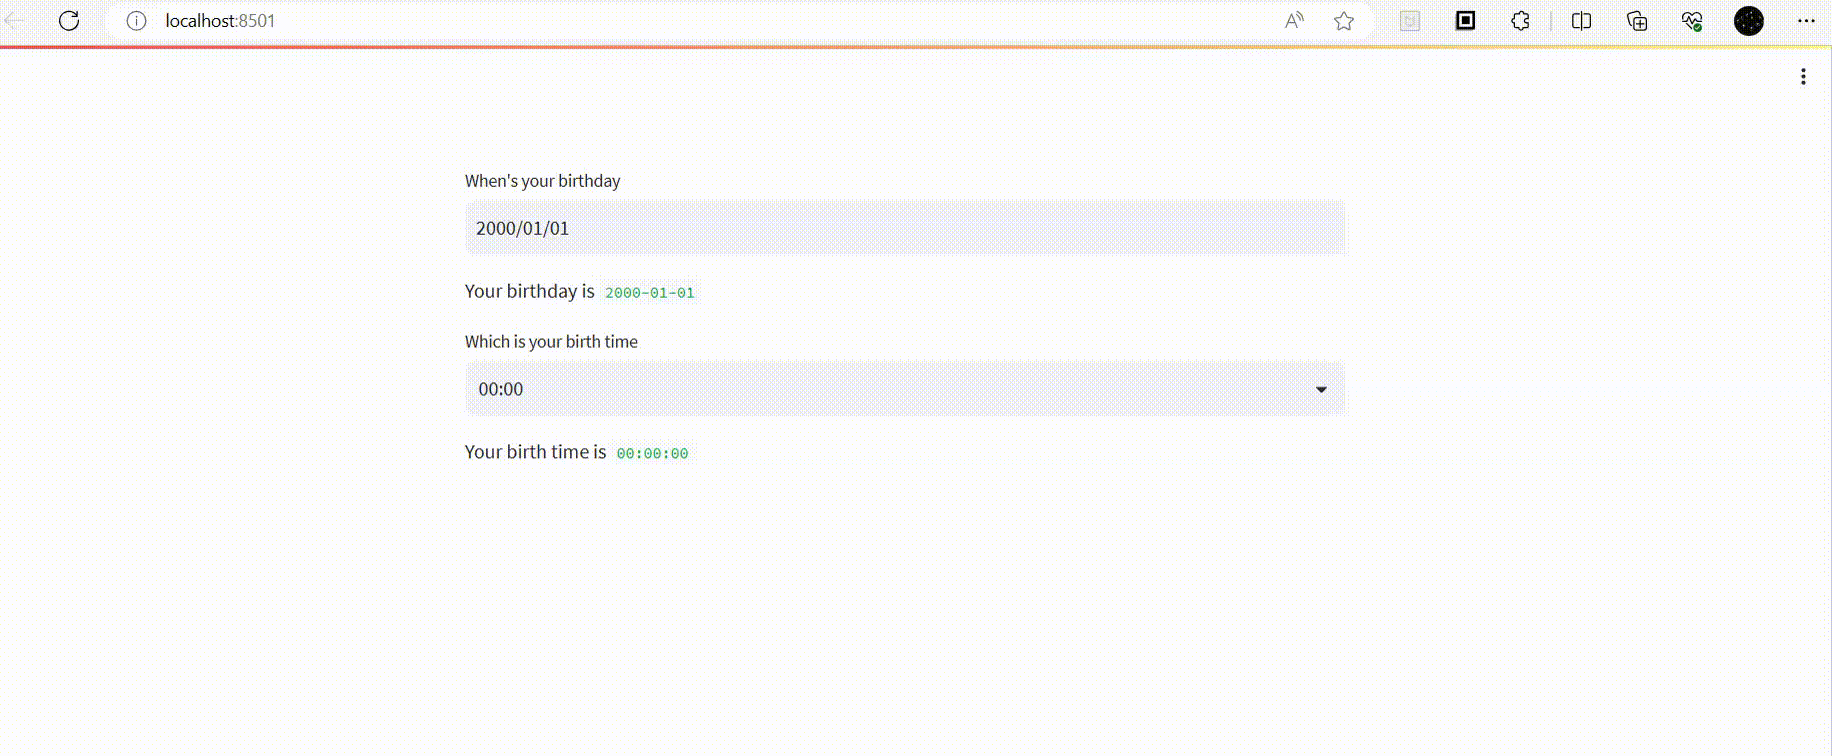 localhost:8501
When's your birthday
2000/01/01
Your birthday is 2000-01-01
Which is your birth time
00:00
Your birth time is 00:00:00